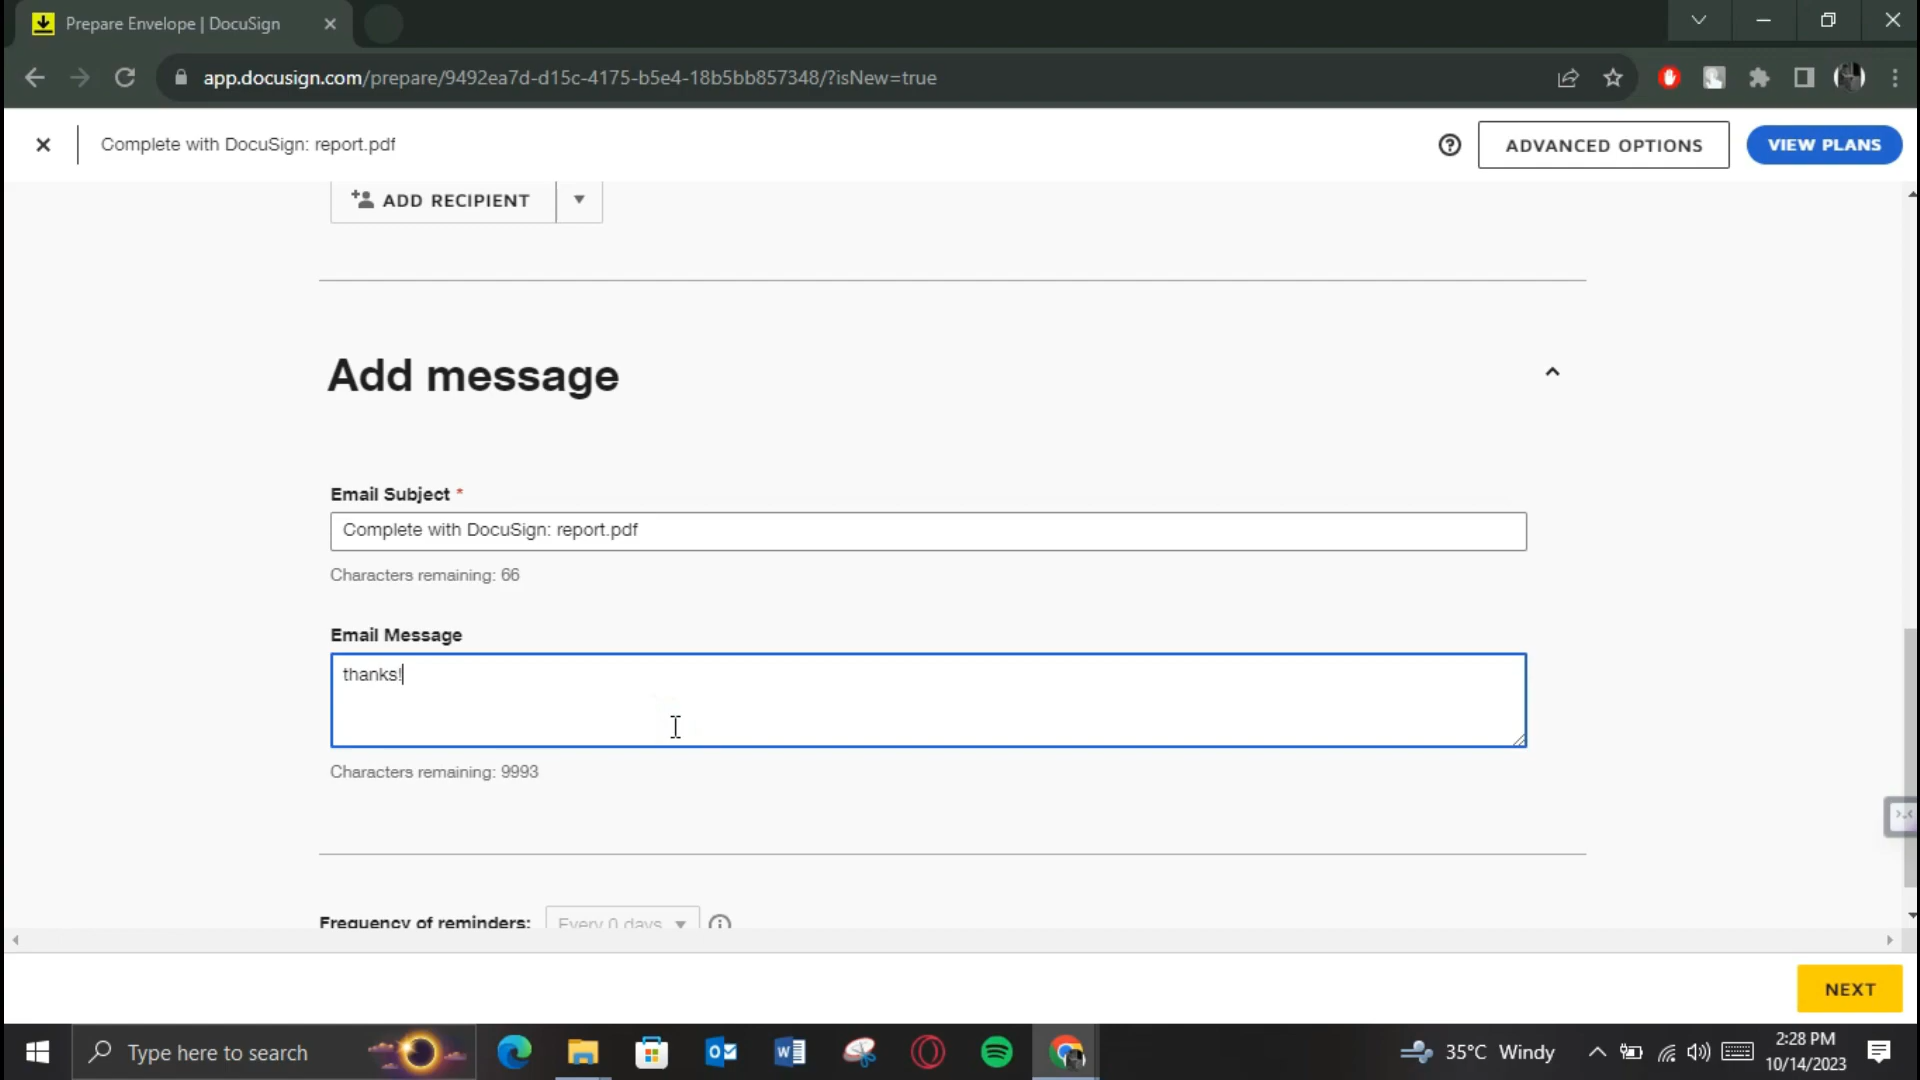 Prepare Envelope | DocuSign
app.docusign.com/prepare/9492ea7d-d15c-4175-b5e4-18b5bb857348/?isNew=true
Complete with DocuSign: report.pdf
ADVANCED OPTIONS
VIEW PLANS
ADD RECIPIENT
Add message
Email Subject *
Complete with DocuSign: report.pdf
Characters remaining: 66
Email Message
thanks!
Characters remaining: 9993
Frequency of reminders:
Every 0 days
NEXT
Type here to search
35°C Windy
2:28 PM
10/14/2023